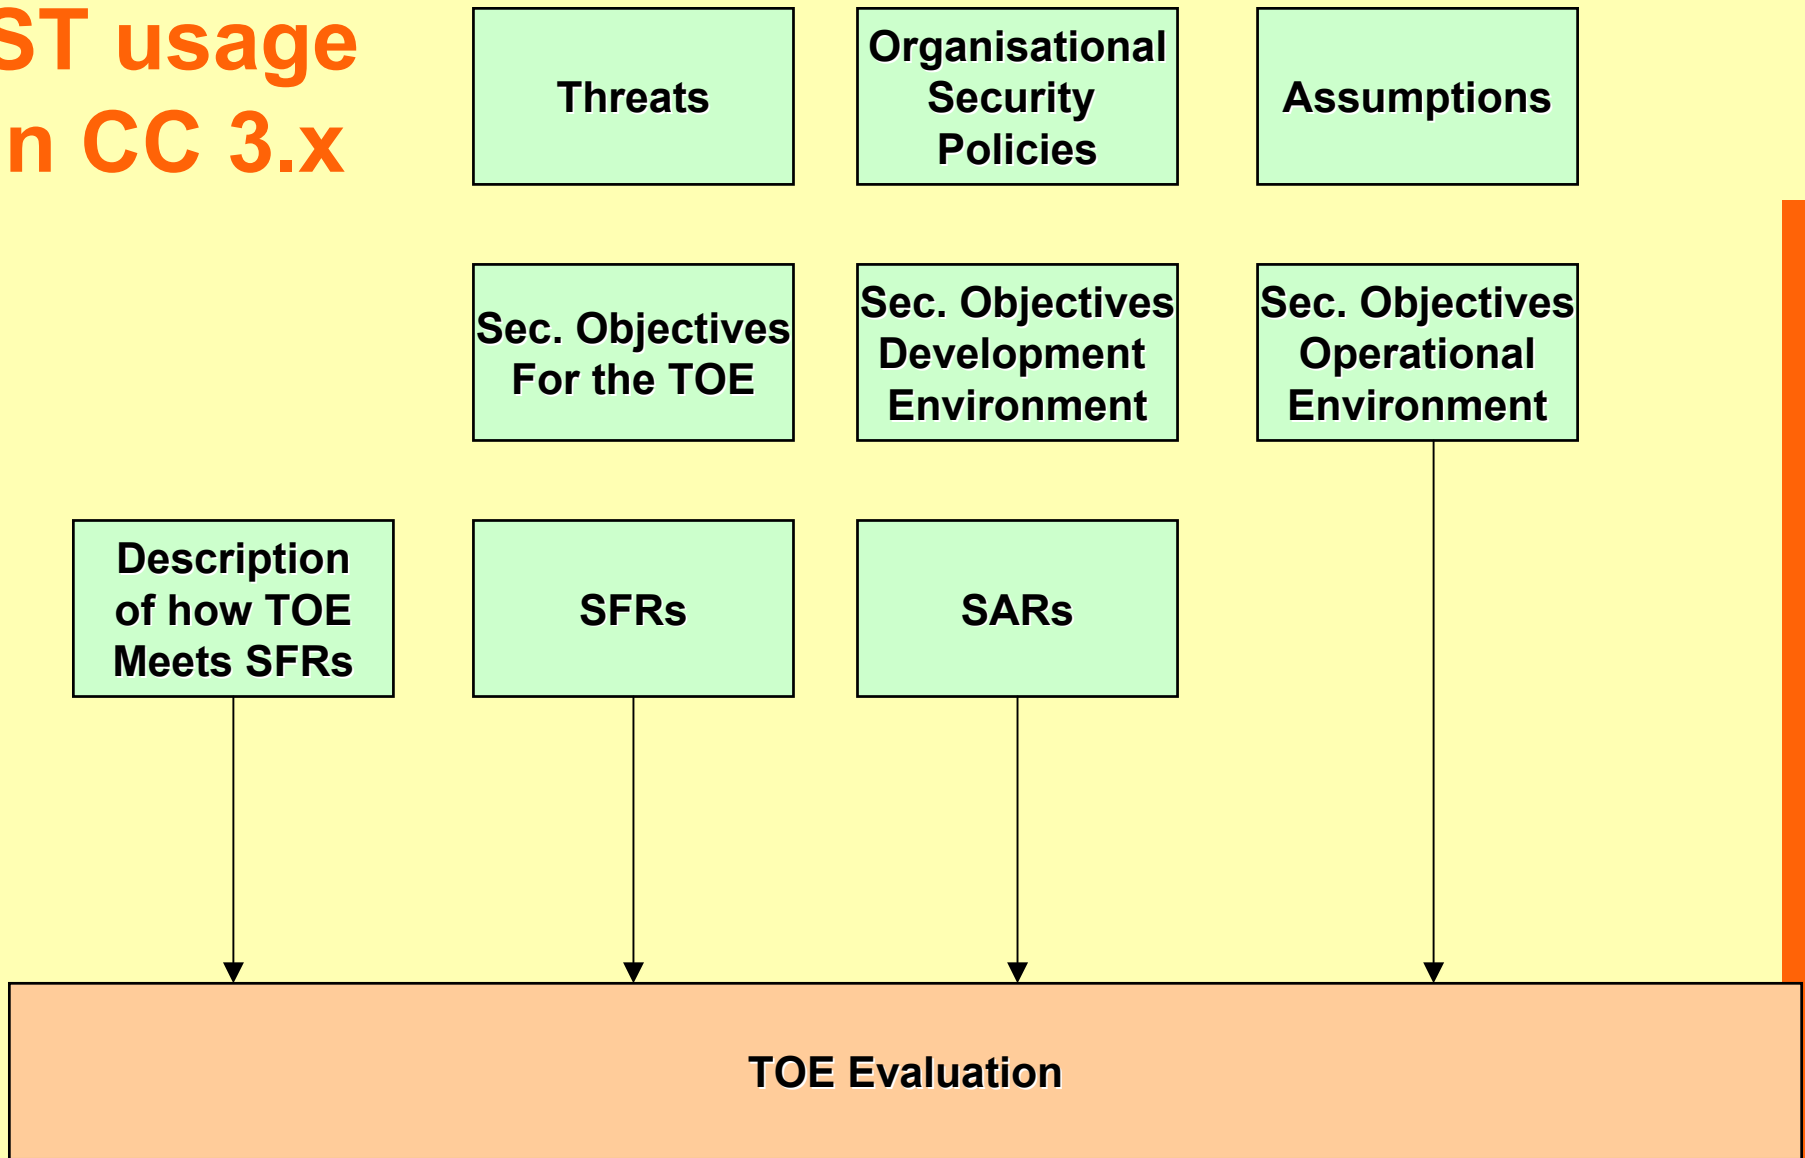 ST usage
n CC 3.x
Threats
Organisational
Security
Policies
Assumptions
Sec. Objectives
For the TOE
Sec. Objectives
Development
Environment
Sec. Objectives
Operational
Environment
Description
of how TOE
Meets SFRs
SFRs
SARs
TOE Evaluation